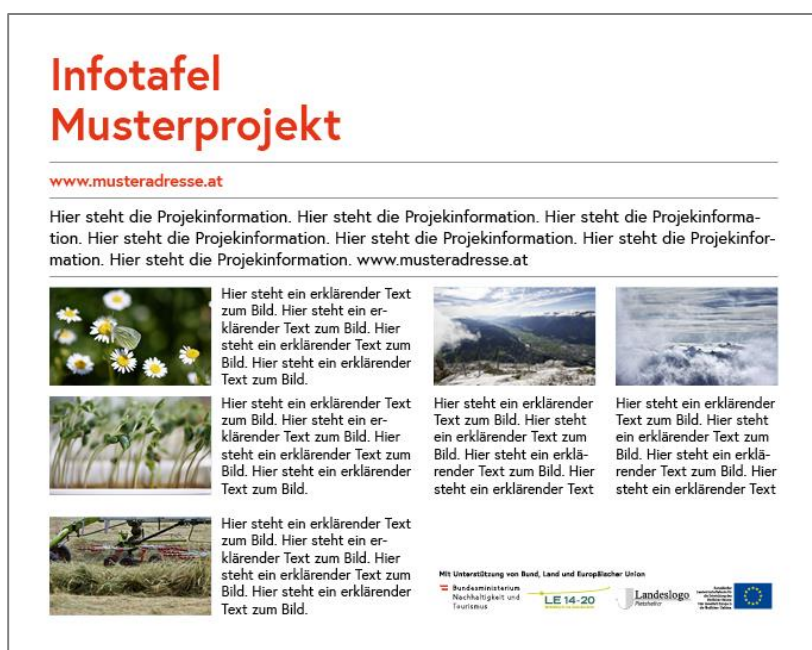 Infotafel
Musterprojekt
www.musteradresse.at
Hier steht die Projekinformation. Hier steht die Projekinformation. Hier steht die Projekinforma-
tion. Hier steht die Projekinformation. Hier steht die Projekinformation. Hier steht die Projekinfor-
mation. Hier steht die Projekinformation. www.musteradresse.at
Hier steht ein erklärender Text
zum Bild. Hier steht ein er-
klärender Text zum Bild. Hier
steht ein erklärender Text zum
Bild. Hier steht ein erklärender
Text zum Bild.
Hier steht ein erklärender Text
zum Bild. Hier steht ein er-
klärender Text zum Bild. Hier
steht ein erklärender Text zum
Bild. Hier steht ein erklärender
Text zum Bild.
Hier steht ein erklärender Text
zum Bild. Hier steht ein er-
klärender Text zum Bild. Hier
steht ein erklärender Text zum
Bild. Hier steht ein erklärender
Text zum Bild.
Hier steht ein erklärender
Text zum Bild. Hier steht
ein erklärender Text zum
Bild. Hier steht ein erklä-
render Text zum Bild. Hier
steht ein erklärender Text
Hier steht ein erklärender
Text zum Bild. Hier steht
ein erklärender Text zum
Bild. Hier steht ein erklä-
render Text zum Bild. Hier
steht ein erklärender Text
Mit Unterstützung von Bund, Land und Europäischer Union
Bundesministerium
Nachhaltigkeit und
Tourismus
LE 14-20
Landeslogo
Platzhalter